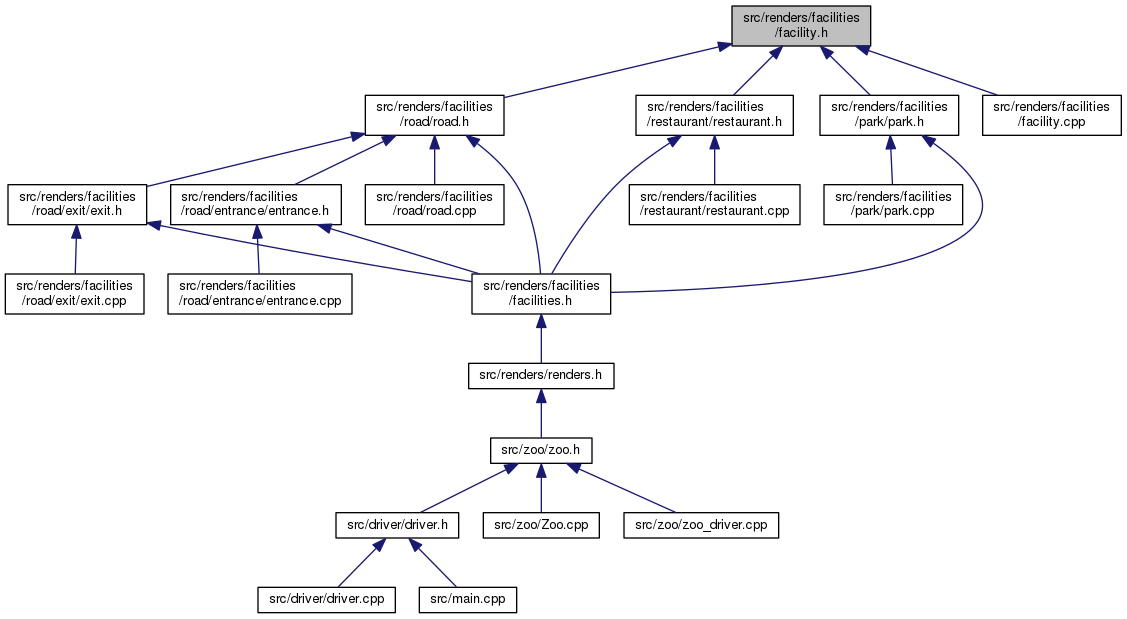 src/renders/facilities
/facility.h
src/renders/facilities
/road/road.h
src/renders/facilities
/restaurant/restaurant.h
src/renders/facilities
/park/park.h
src/renders/facilities
/facility.cpp
src/renders/facilities
/road/exit/exit.h
src/renders/facilities
/road/entrance/entrance.h
src/renders/facilities
/road/road.cpp
src/renders/facilities
/restaurant/restaurant.cpp
src/renders/facilities
/park/park.cpp
src/renders/facilities
/road/exit/exit.cpp
src/renders/facilities
/road/entrance/entrance.cpp
src/renders/facilities
/facilities.h
src/renders/renders.h
src/zoo/zoo.h
src/driver/driver.h
src/zoo/Zoo.cpp
src/zoo/zoo_driver.cpp
src/driver/driver.cpp
src/main.cpp